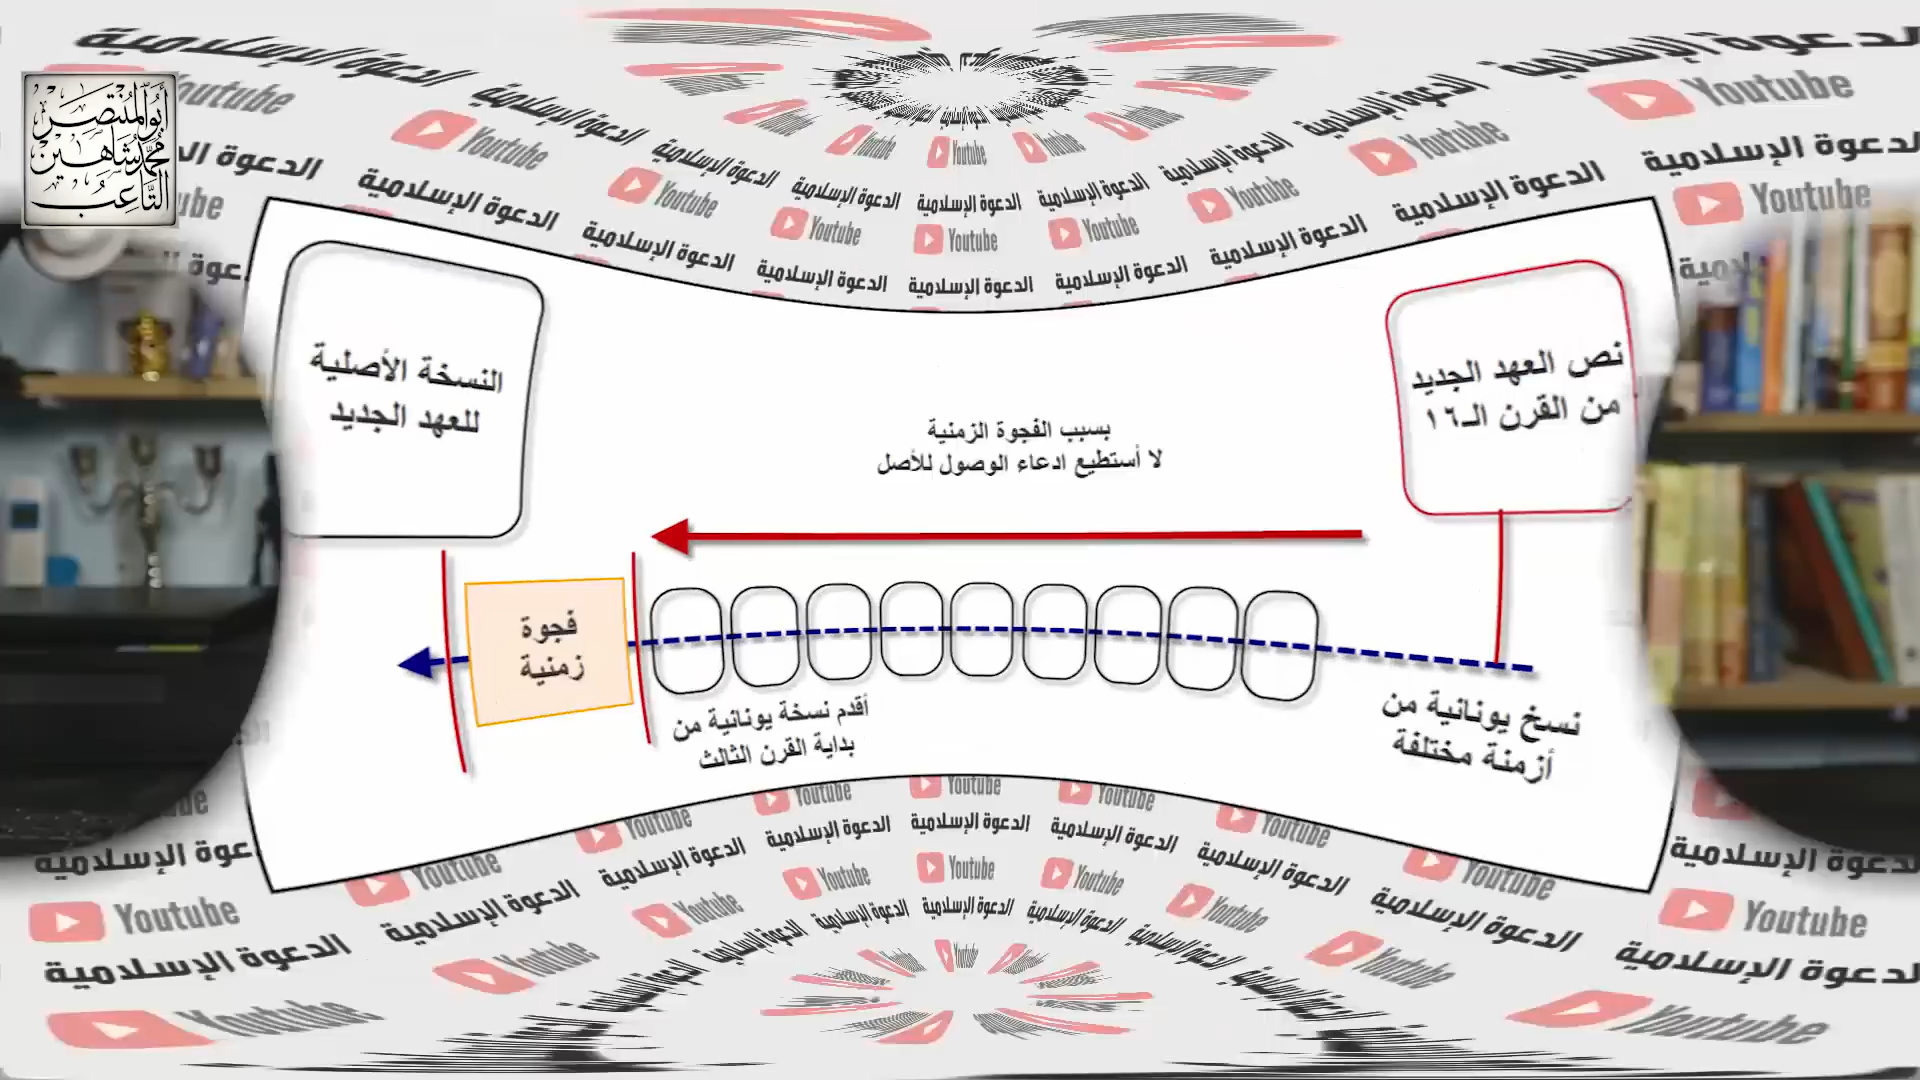 أبو المنتصر
محمد شاهين
التاعب
الدعوة الإسلامية
Youtube
نص العهد الجديد
من القرن الـ١٦
النسخة الأصلية
للعهد الجديد
بسبب الفجوة الزمنية
لا أستطيع ادعاء الوصول للأصل
فجوة
زمنية
أقدم نسخة يونانية من
بداية القرن الثالث
نسخ يونانية من
أزمنة مختلفة